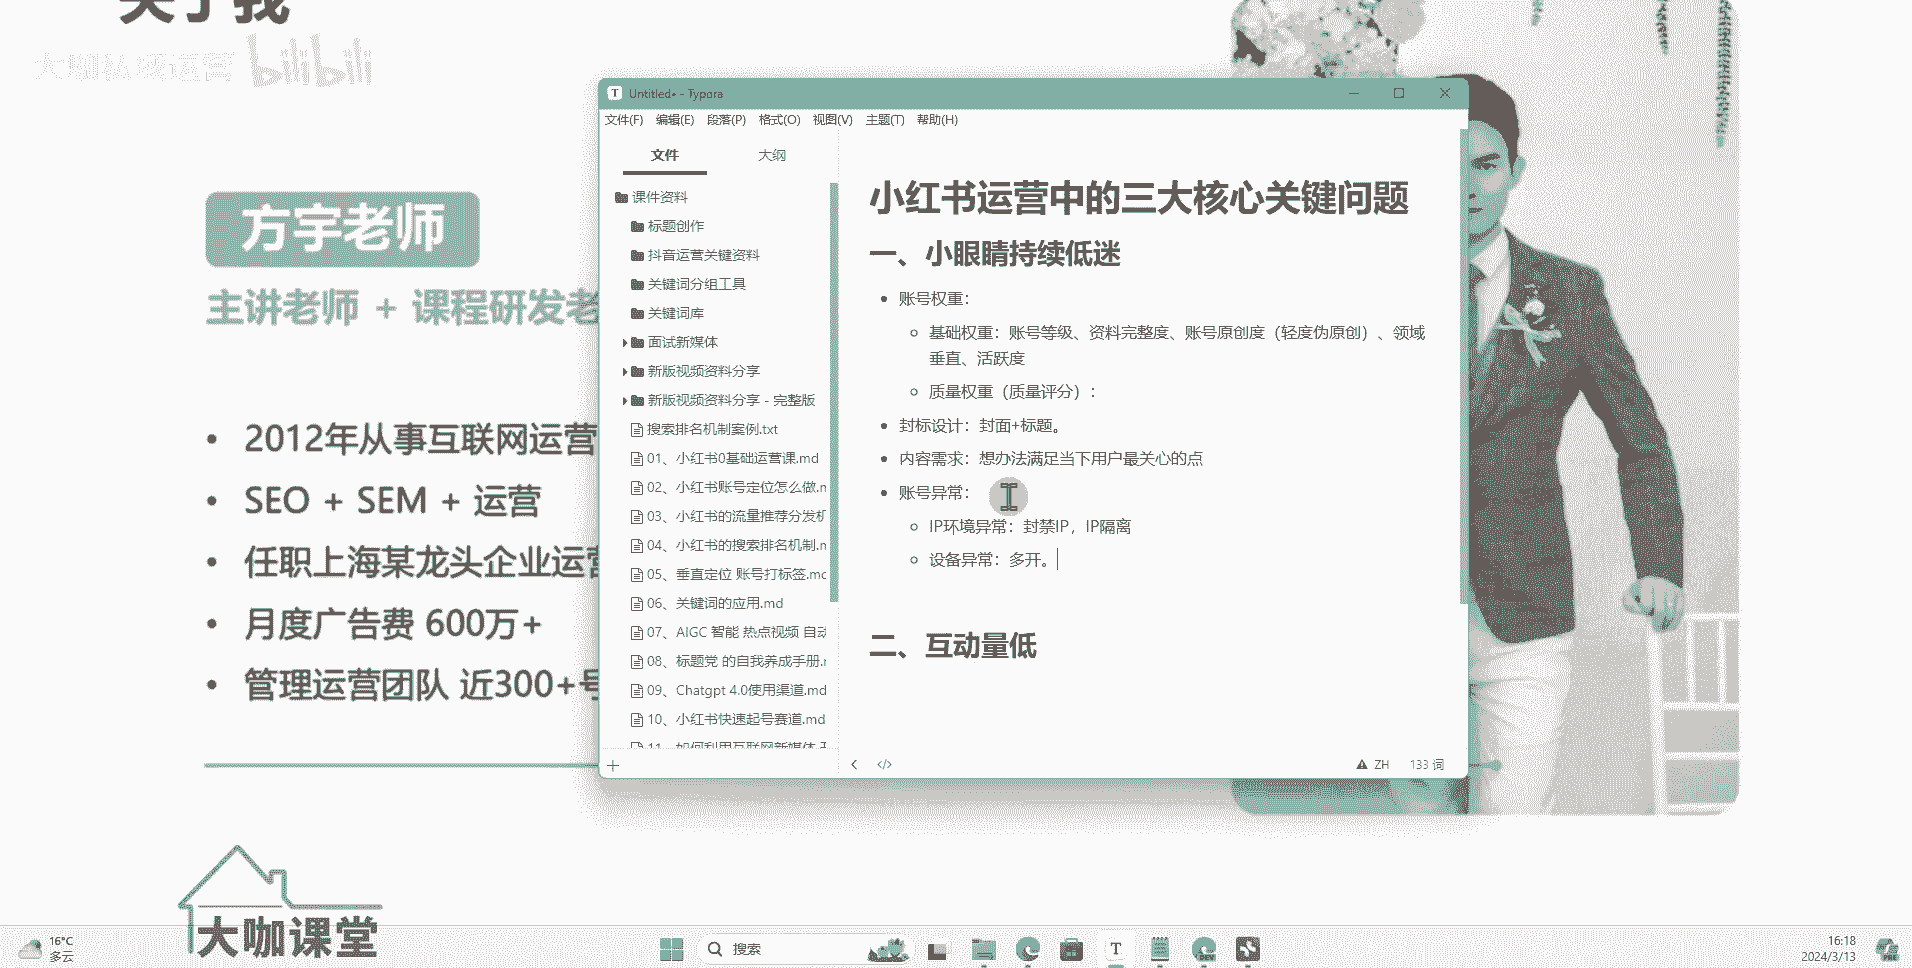 关于我
大咖私域运营 bilibili
方宇老师
主讲老师 + 课程研发老
2012年从事互联网运营
SEO + SEM + 运营
任职上海某龙头企业运营
月度广告费 600万+
管理运营团队 近300+号
大咖课堂
Untitled• - Typora
文件(F) 编辑(E) 段落(P) 格式(O) 视图(V) 主题(T) 帮助(H)
文件 大纲
课件资料
标题创作
抖音运营关键资料
关键词分组工具
关键词库
面试新媒体
新版视频资料分享
新版视频资料分享 - 完整版
搜索排名机制案例.txt
01、小红书0基础运营课.md
02、小红书账号定位怎么做.m
03、小红书的流量推荐分发机
04、小红书的搜索排名机制.m
05、垂直定位 账号打标签.mc
06、关键词的应用.md
07、AIGC 智能 热点视频 自动
08、标题党 的自我养成手册.r
09、Chatgpt 4.0使用渠道.md
10、小红书快速起号赛道.md
11、如何利用互联网新媒体
小红书运营中的三大核心关键问题
一、小眼睛持续低迷
账号权重：
基础权重：账号等级、资料完整度、账号原创度（轻度伪原创）、领域
垂直、活跃度
质量权重（质量评分）：
封标设计：封面+标题。
内容需求：想办法满足当下用户最关心的点
账号异常：
IP环境异常：封禁IP，IP隔离
设备异常：多开。
二、互动量低
ZH 133 词
16°C
多云
搜索
DEV
16:18
2024/3/13
PRE